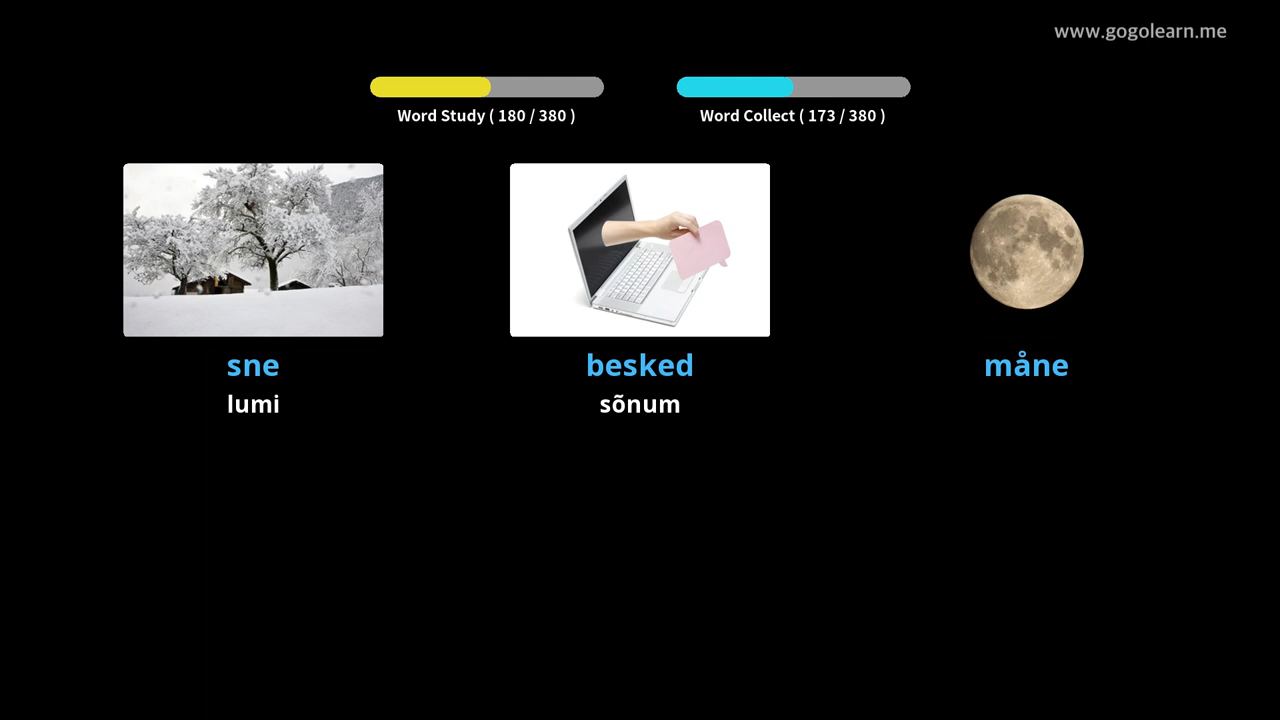 www.gogolearn.me
Word Study ( 180 / 380 )
Word Collect ( 173 / 380 )
sne
lumi
besked
sõnum
måne